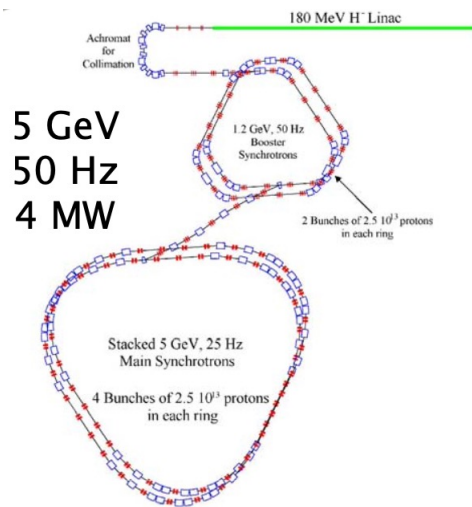 180 MeV H⁻ Linac
Achromat
for
Collimation
5 GeV
50 Hz
4 MW
1.2 GeV, 50 Hz
Booster
Synchrotrons
2 Bunches of 2.5 10¹³ protons
in each ring
Stacked 5 GeV, 25 Hz
Main Synchrotrons
4 Bunches of 2.5 10¹³ protons
in each ring